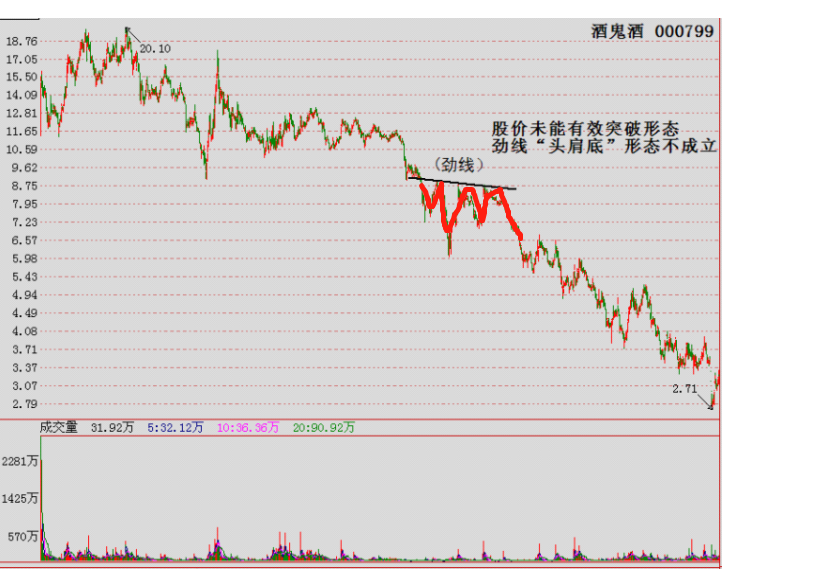 酒鬼酒 000799
18.76
20.10
17.05
15.50
14.09
12.81
股价未能有效突破形态
11.65
劲线“头肩底”形态不成立
10.59
(劲线)
9.62
8.75
7.95
7.23
6.57
5.98
5.43
4.94
4.49
4.08
3.71
3.37
2.71
3.07
2.79
成交量 31.92万 5:32.12万 10:36.36万 20:90.92万
2281万
1425万
570万